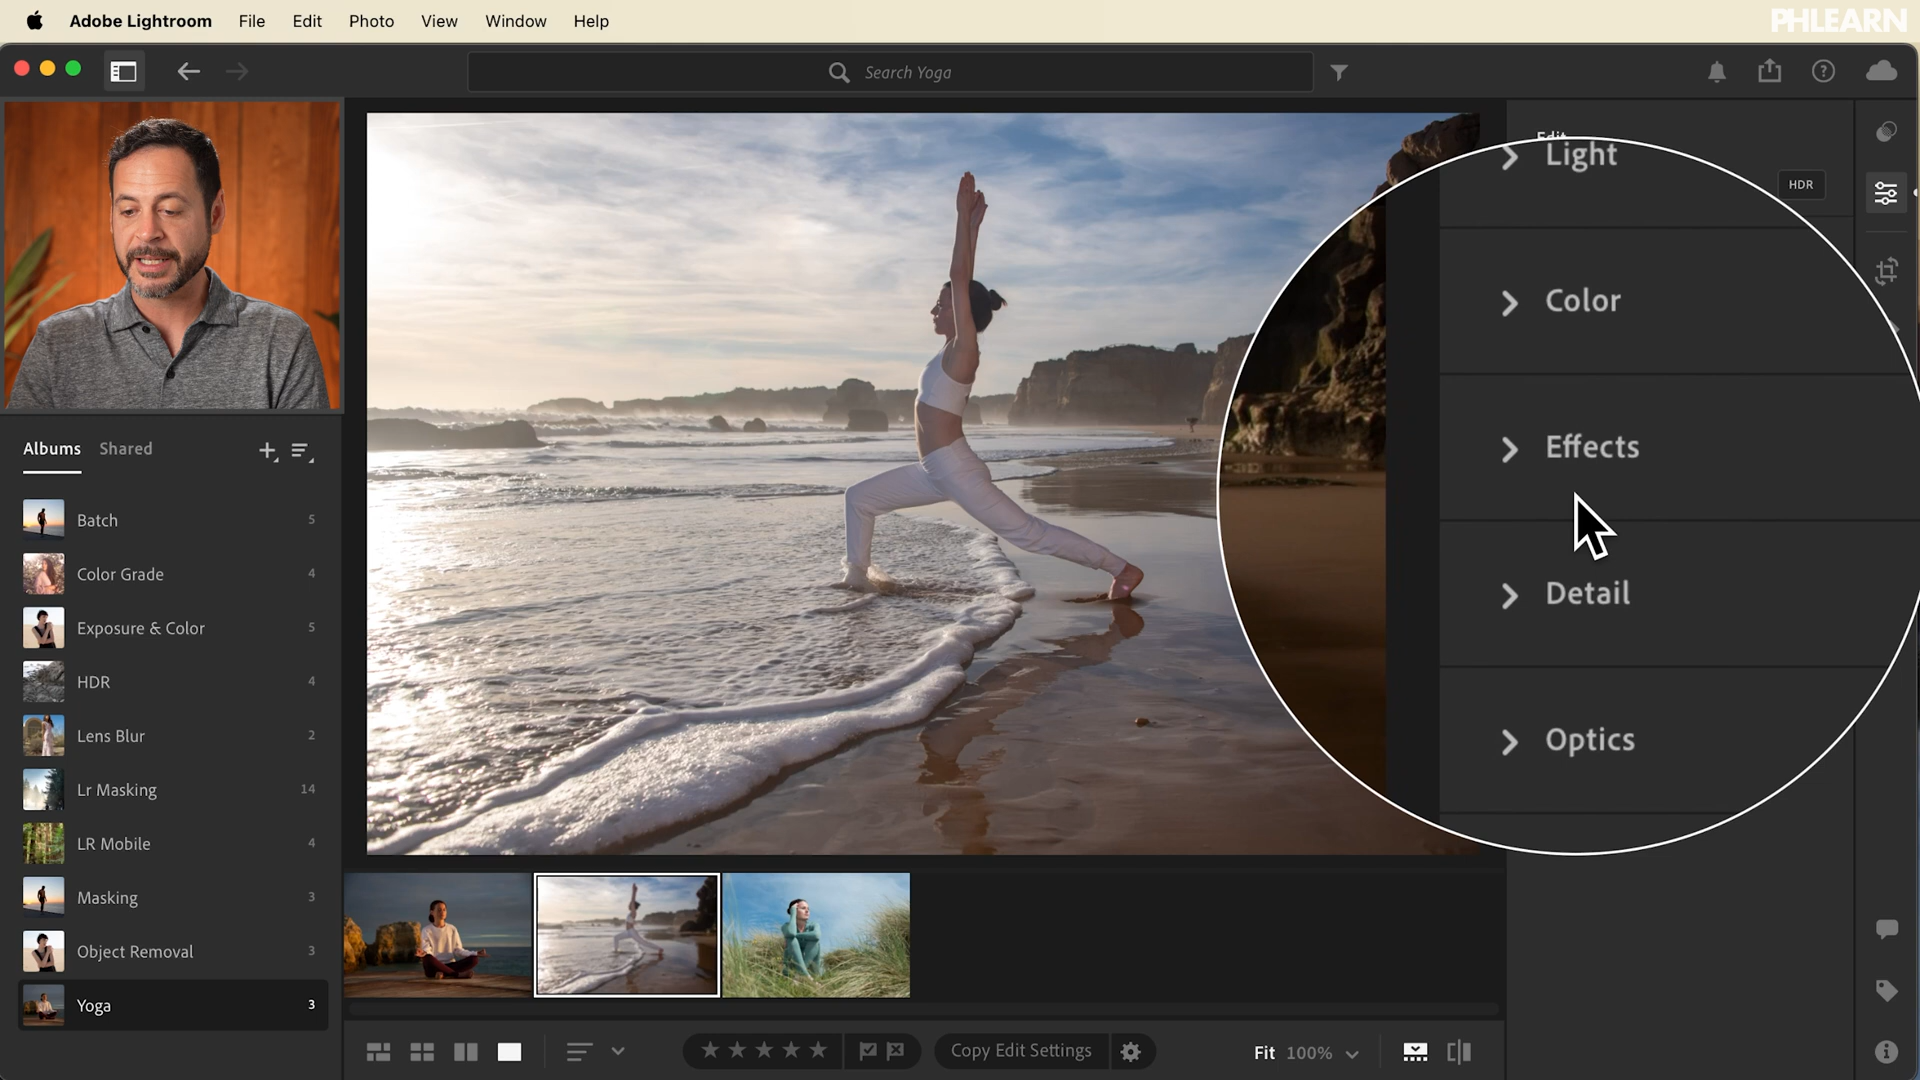 Adobe Lightroom File Edit Photo View Window Help
PHLEARN
Search Yoga
Edit
HDR
Light
Color
Effects
Detail
Optics
Albums Shared
Batch 5
Color Grade 4
Exposure & Color 5
HDR 4
Lens Blur 2
Lr Masking 14
LR Mobile 4
Masking 3
Object Removal 3
Yoga 3
Copy Edit Settings
Fit 100%